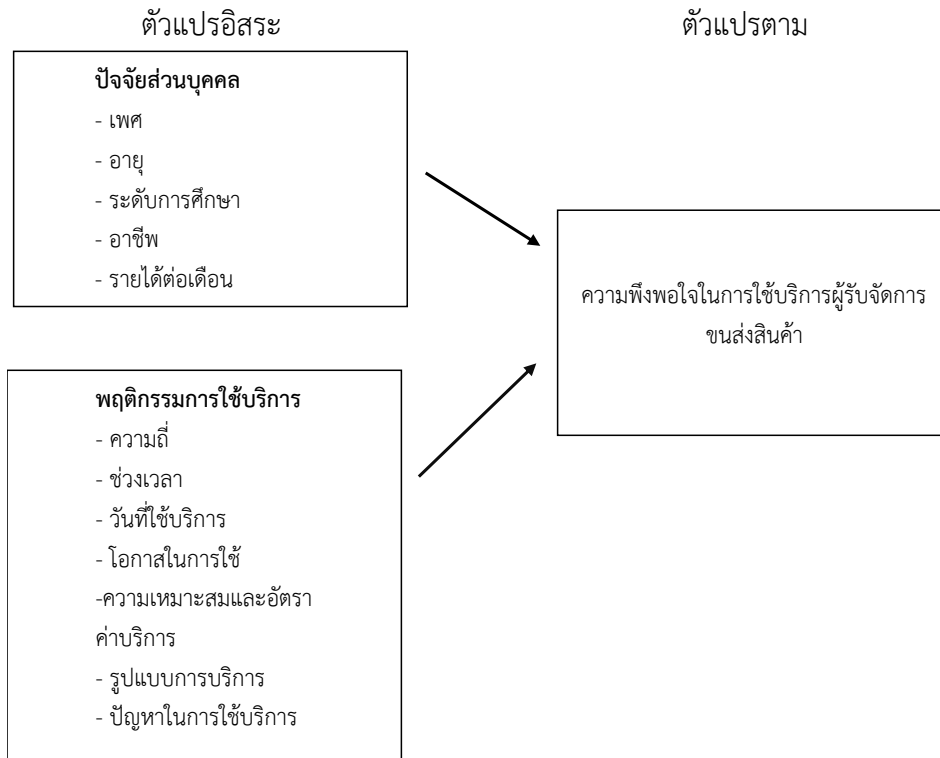 ตัวแปรอิสระ
ตัวแปรตาม
ปัจจัยส่วนบุคคล
- เพศ
- อายุ
- ระดับการศึกษา
- อาชีพ
- รายได้ต่อเดือน
ความพึงพอใจในการใช้บริการผู้รับจัดการ
ขนส่งสินค้า
พฤติกรรมการใช้บริการ
- ความถี่
- ช่วงเวลา
- วันที่ใช้บริการ
- โอกาสในการใช้
-ความเหมาะสมและอัตรา
ค่าบริการ
- รูปแบบการบริการ
- ปัญหาในการใช้บริการ